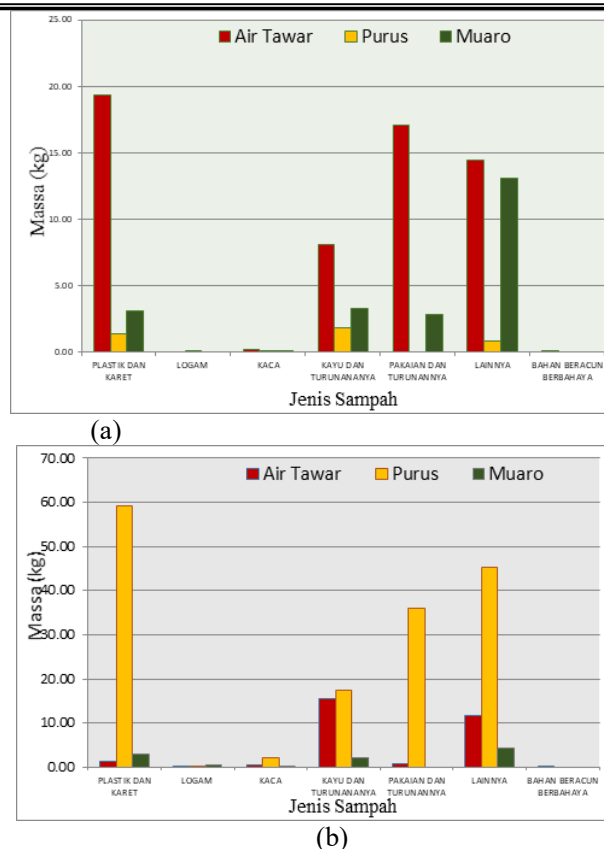 25.00
Air Tawar Purus Muaro
20.00
15.00
10.00
5.00
0.00
Massa (kg)
PLASTIK DAN KARET
LOGAM
KACA
KAYU DAN TURUNANANYA
PAKAIAN DAN TURUNANNYA
LAINNYA
BAHAN BERACUN BERBAHAYA
Jenis Sampah
(a)
70.00
Air Tawar Purus Muaro
60.00
50.00
40.00
30.00
20.00
10.00
0.00
Massa (kg)
PLASTIK DAN KARET
LOGAM
KACA
KAYU DAN TURUNANANYA
PAKAIAN DAN TURUNANNYA
LAINNYA
BAHAN BERACUN BERBAHAYA
Jenis Sampah
(b)